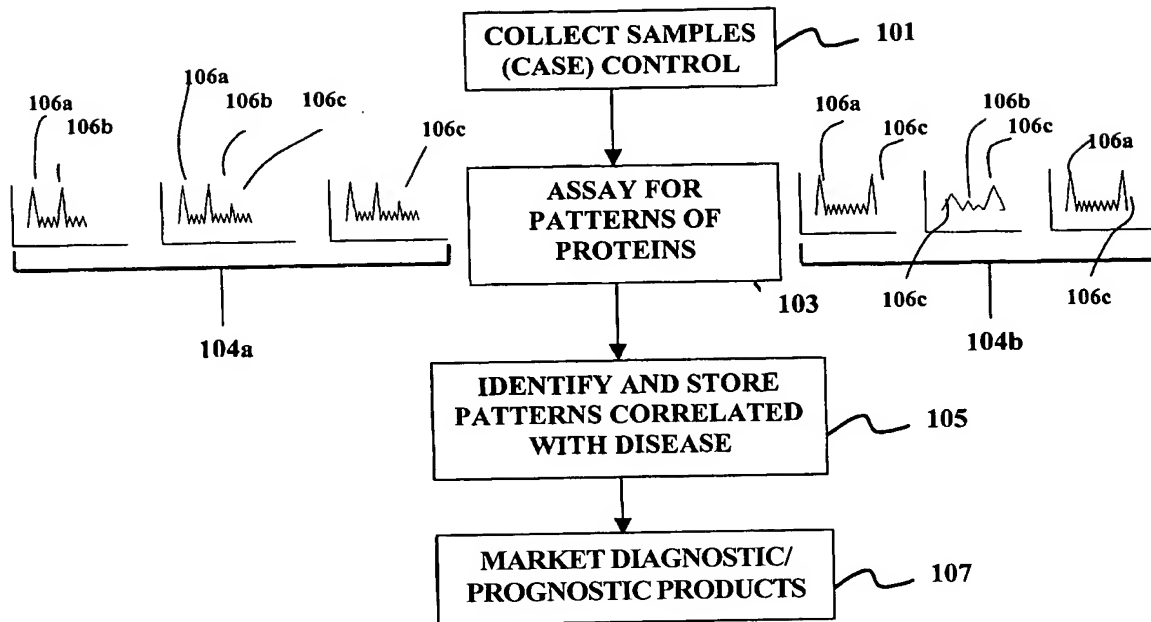 COLLECT SAMPLES
(CASE) CONTROL
101
106a
106b
106a
106b
106c
106c
ASSAY FOR
PATTERNS OF
PROTEINS
103
106a
106c
106b
106c
106a
106c
106c
104a
104b
IDENTIFY AND STORE
PATTERNS CORRELATED
WITH DISEASE
105
MARKET DIAGNOSTIC/
PROGNOSTIC PRODUCTS
107